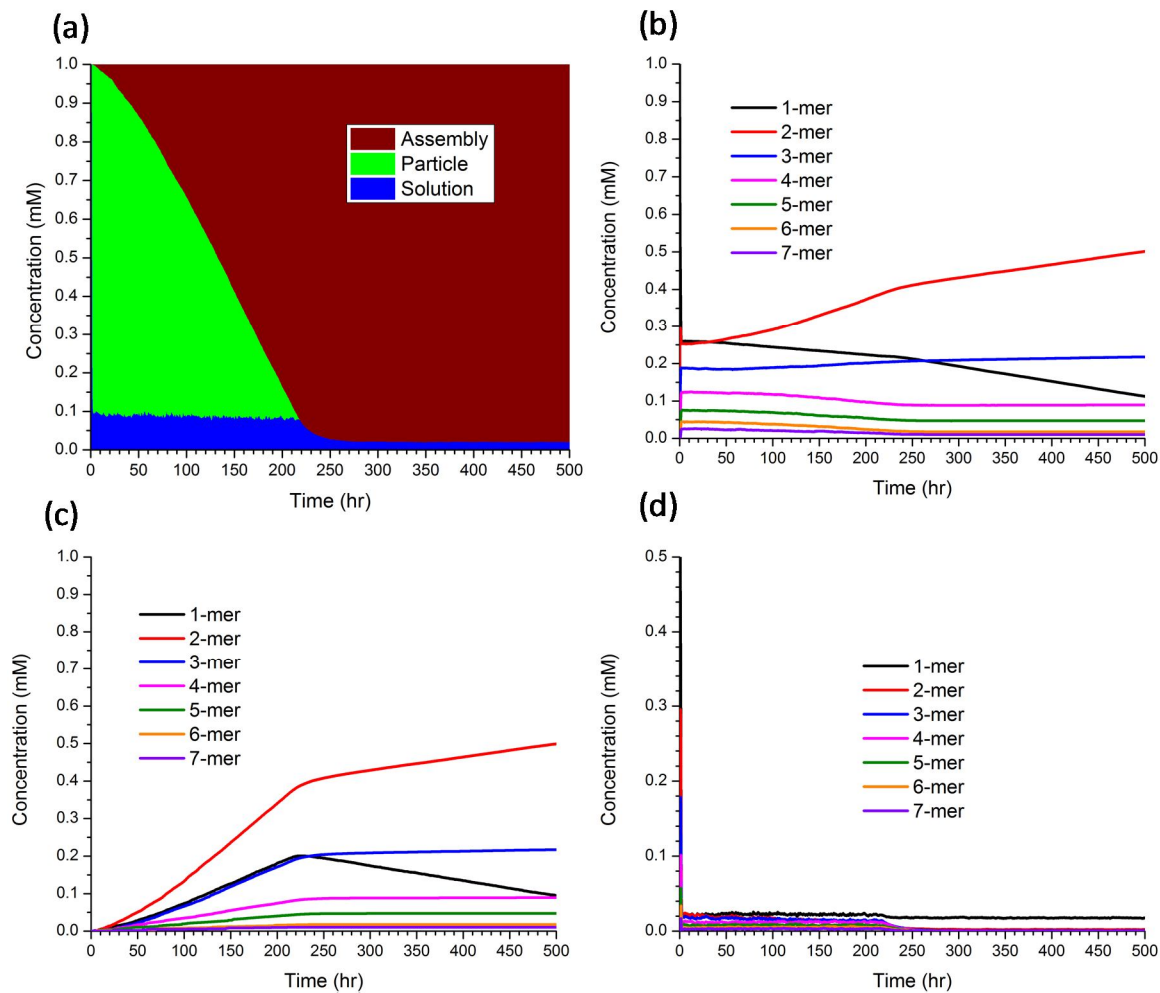 (a)
1.0
0.9
0.8
0.7
0.6
0.5
0.4
0.3
0.2
0.1
0.0
Concentration (mM)
Assembly
Particle
Solution
0 50 100 150 200 250 300 350 400 450 500
Time (hr)
(b)
1.0
0.9
0.8
0.7
0.6
0.5
0.4
0.3
0.2
0.1
0.0
Concentration (mM)
1-mer
2-mer
3-mer
4-mer
5-mer
6-mer
7-mer
0 50 100 150 200 250 300 350 400 450 500
Time (hr)
(c)
1.0
0.9
0.8
0.7
0.6
0.5
0.4
0.3
0.2
0.1
0.0
Concentration (mM)
1-mer
2-mer
3-mer
4-mer
5-mer
6-mer
7-mer
0 50 100 150 200 250 300 350 400 450 500
Time (hr)
(d)
0.5
0.4
0.3
0.2
0.1
0.0
Concentration (mM)
1-mer
2-mer
3-mer
4-mer
5-mer
6-mer
7-mer
0 50 100 150 200 250 300 350 400 450 500
Time (hr)